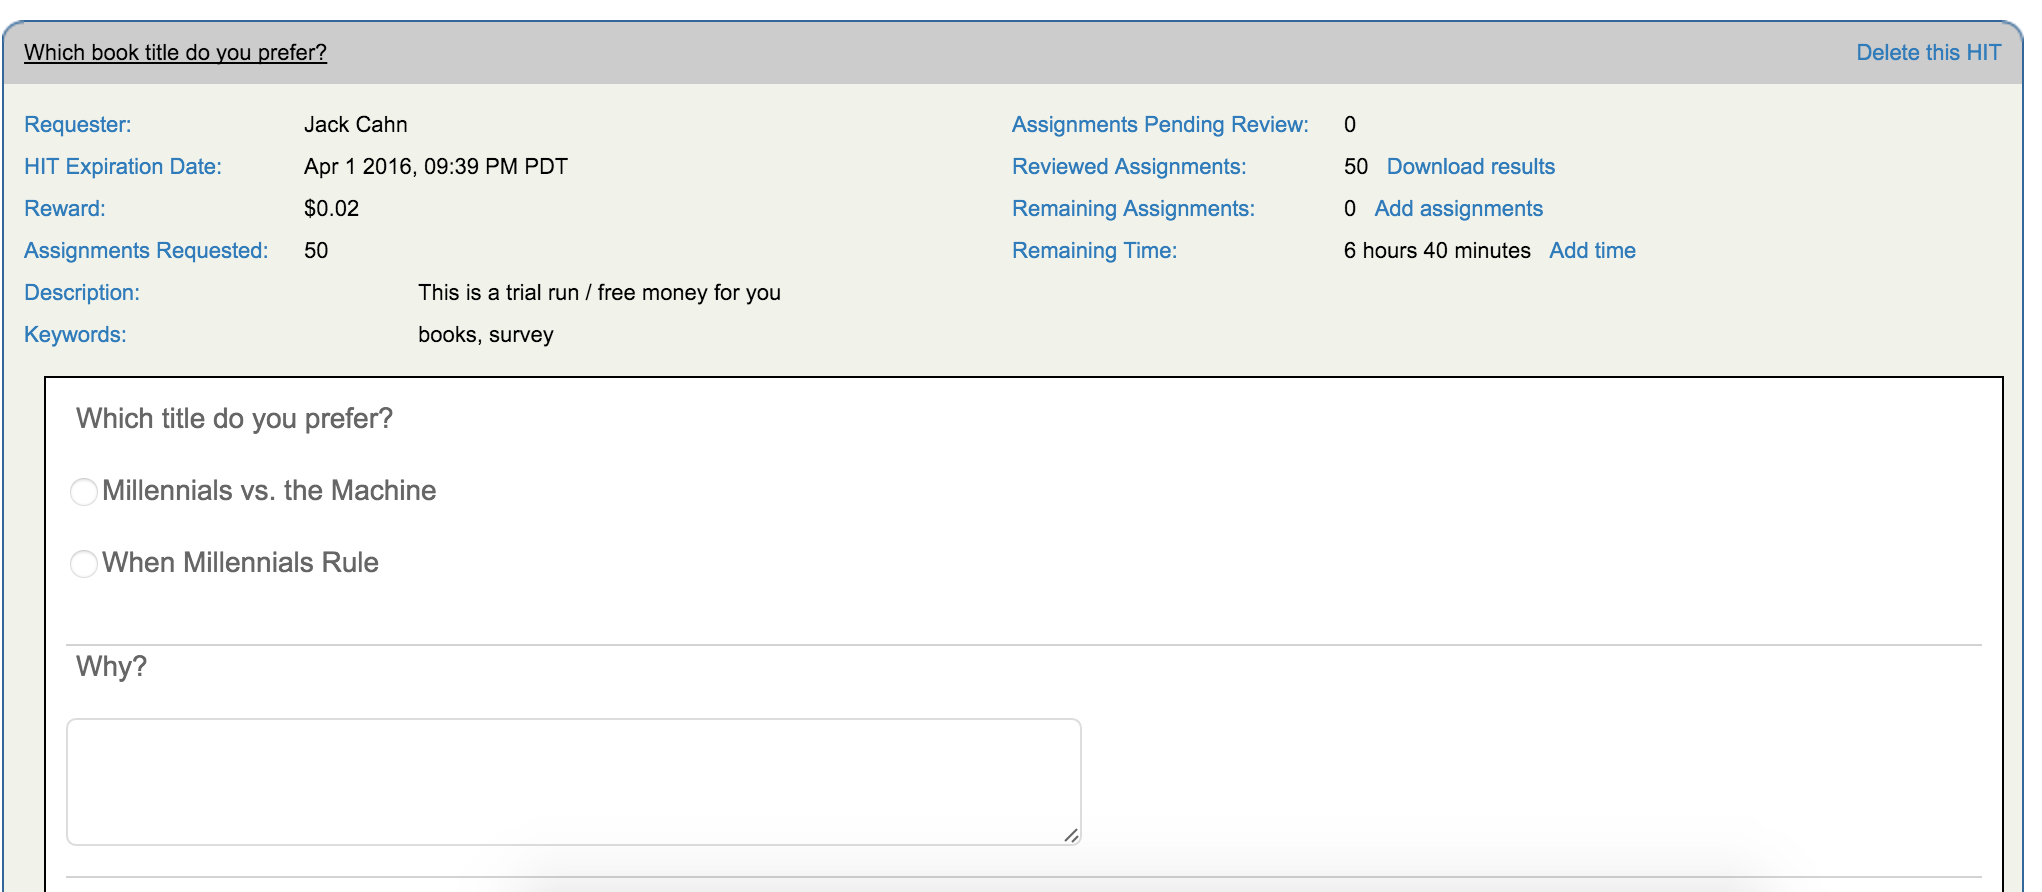 Which book title do you prefer? Delete this HIT
Requester: Jack Cahn Assignments Pending Review: 0
HIT Expiration Date: Apr 1 2016, 09:39 PM PDT Reviewed Assignments: 50 Download results
Reward: $0.02 Remaining Assignments: 0 Add assignments
Assignments Requested: 50 Remaining Time: 6 hours 40 minutes Add time
Description: This is a trial run / free money for you
Keywords: books, survey
Which title do you prefer?
Millennials vs. the Machine
When Millennials Rule
Why?